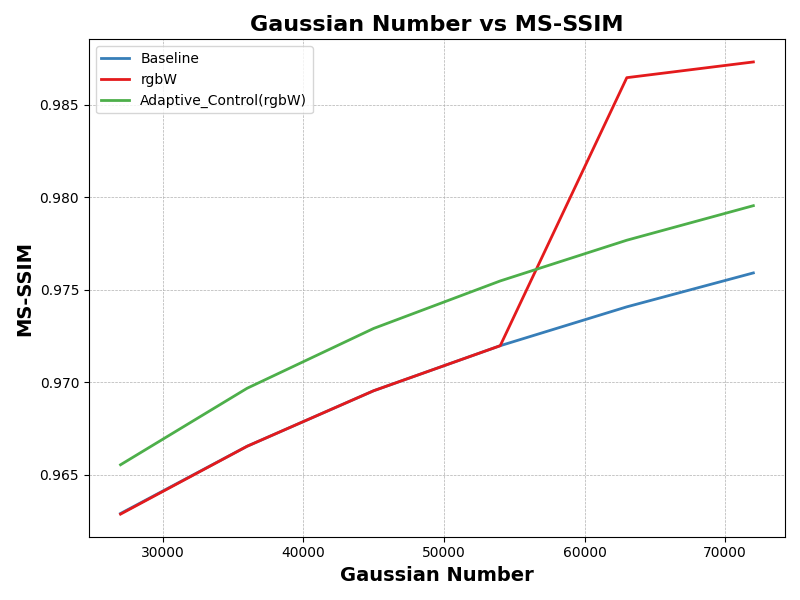 Gaussian Number vs MS-SSIM
Baseline
rgbW
Adaptive_Control(rgbW)
0.985
0.980
0.975
0.970
0.965
MS-SSIM
30000 40000 50000 60000 70000
Gaussian Number